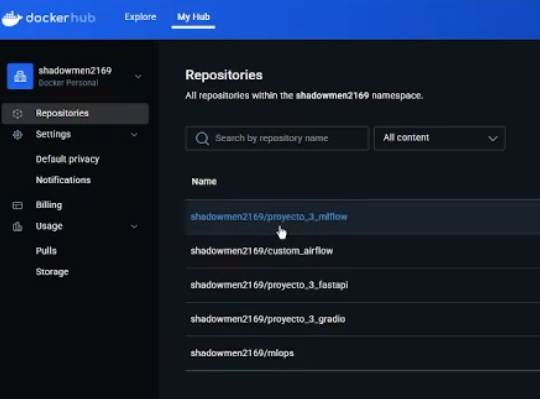 dockerhub
Explore
My Hub
shadowmen2169
Docker Personal
Repositories
Settings
Default privacy
Notifications
Billing
Usage
Pulls
Storage
Repositories
All repositories within the shadowmen2169 namespace.
Search by repository name
All content
Name
shadowmen2169/proyecto_3_mlflow
shadowmen2169/custom_airflow
shadowmen2169/proyecto_3_fastapi
shadowmen2169/proyecto_3_gradio
shadowmen2169/mlops